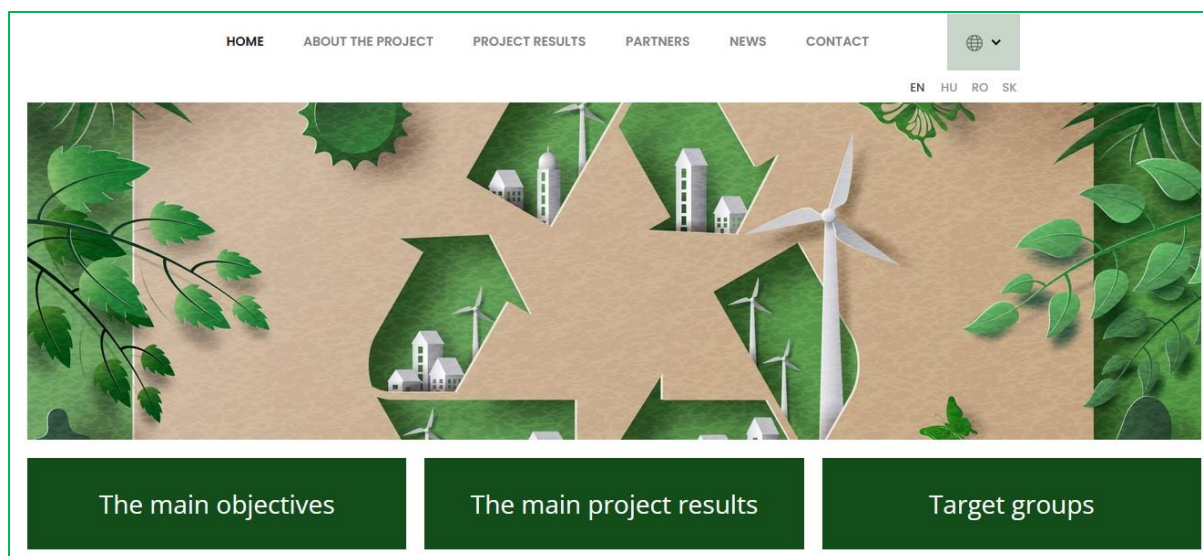 HOME ABOUT THE PROJECT PROJECT RESULTS PARTNERS NEWS CONTACT
EN HU RO SK
The main objectives The main project results Target groups